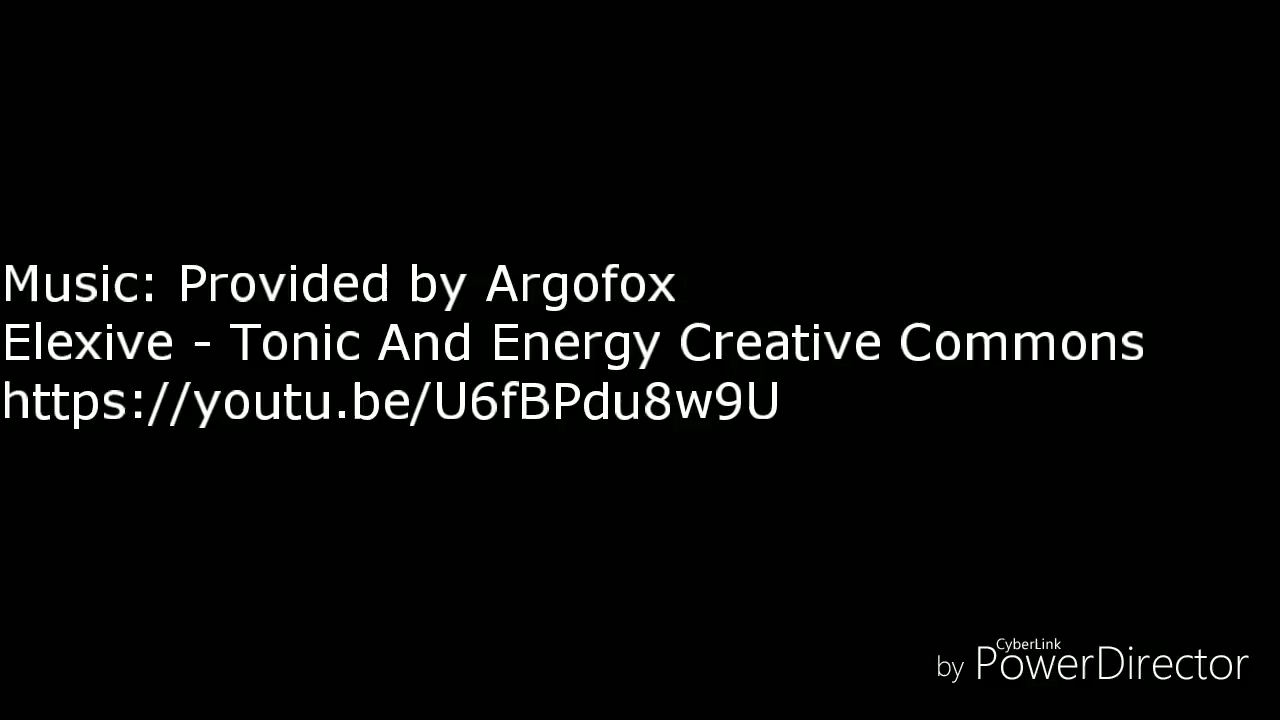 Music: Provided by Argofox
Elexive - Tonic And Energy Creative Commons
https://youtu.be/U6fBPdu8w9U
CyberLink
by PowerDirector